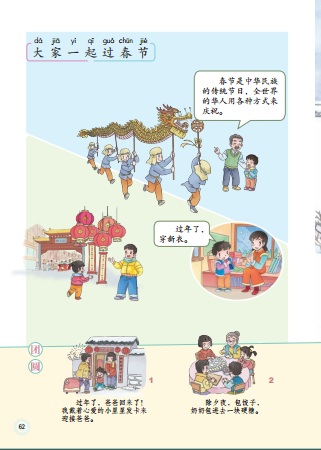 dà jiā yì qǐ guò chūn jié
大家一起过春节
春节是中华民族
的传统节日，全世界
的华人用各种方式来
庆祝。
过年了，
穿新衣。
团
圆
1
过年了，爸爸回来了！
我戴着心爱的小星星发卡来
迎接爸爸。
2
除夕夜，包饺子，
奶奶包进去一块硬糖。
62